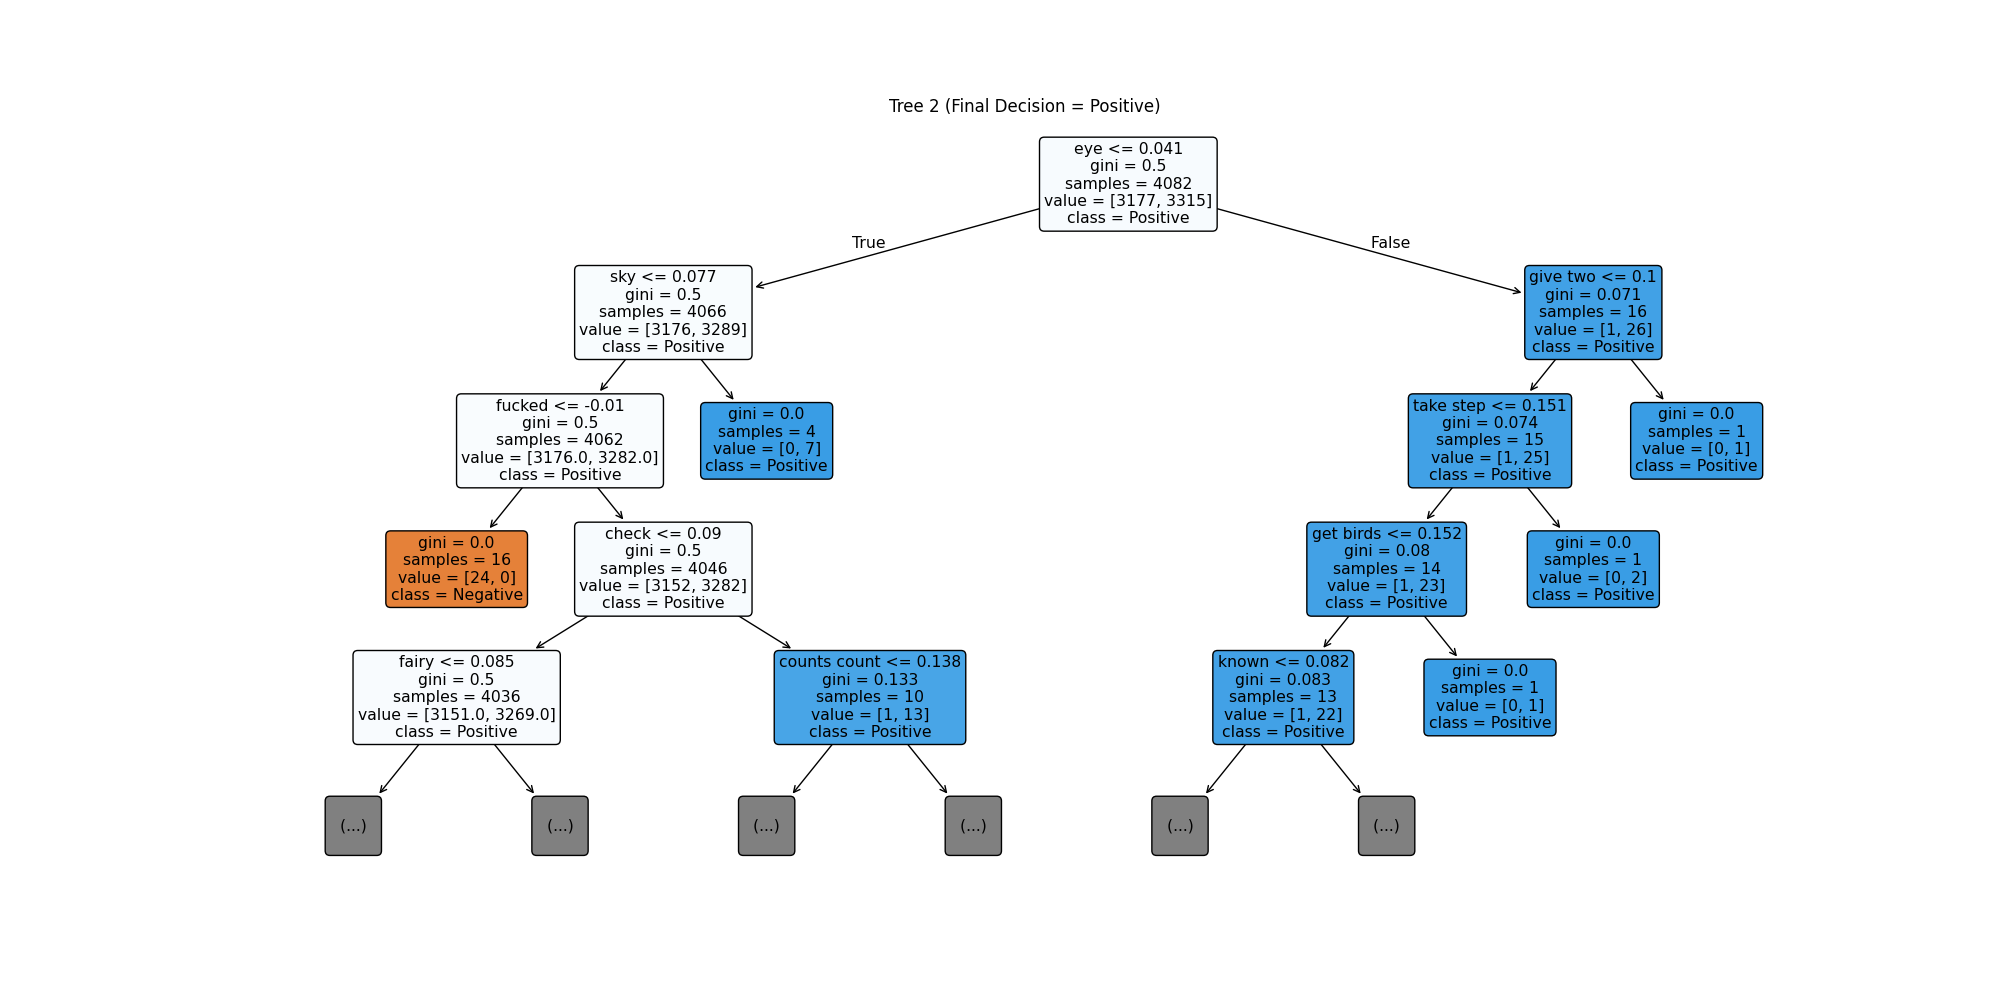 Tree 2 (Final Decision = Positive)
eye <= 0.041
gini = 0.5
samples = 4082
value = [3177, 3315]
class = Positive
True
False
sky <= 0.077
gini = 0.5
samples = 4066
value = [3176, 3289]
class = Positive
give two <= 0.1
gini = 0.071
samples = 16
value = [1, 26]
class = Positive
fucked <= -0.01
gini = 0.5
samples = 4062
value = [3176.0, 3282.0]
class = Positive
gini = 0.0
samples = 4
value = [0, 7]
class = Positive
take step <= 0.151
gini = 0.074
samples = 15
value = [1, 25]
class = Positive
gini = 0.0
samples = 1
value = [0, 1]
class = Positive
gini = 0.0
samples = 16
value = [24, 0]
class = Negative
check <= 0.09
gini = 0.5
samples = 4046
value = [3152, 3282]
class = Positive
get birds <= 0.152
gini = 0.08
samples = 14
value = [1, 23]
class = Positive
gini = 0.0
samples = 1
value = [0, 2]
class = Positive
fairy <= 0.085
gini = 0.5
samples = 4036
value = [3151.0, 3269.0]
class = Positive
counts count <= 0.138
gini = 0.133
samples = 10
value = [1, 13]
class = Positive
known <= 0.082
gini = 0.083
samples = 13
value = [1, 22]
class = Positive
gini = 0.0
samples = 1
value = [0, 1]
class = Positive
(...)
(...)
(...)
(...)
(...)
(...)